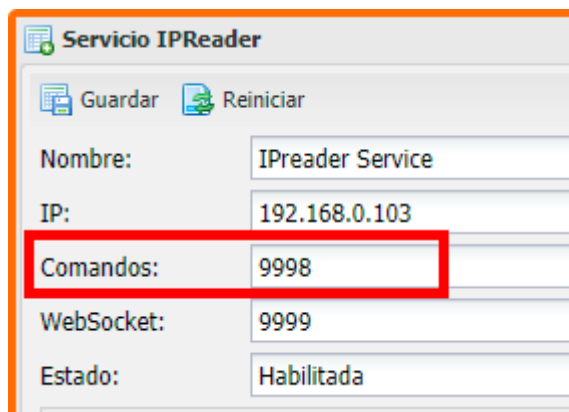 Servicio IPReader
Guardar Reiniciar
Nombre: IPreader Service
IP: 192.168.0.103
Comandos: 9998
WebSocket: 9999
Estado: Habilitada